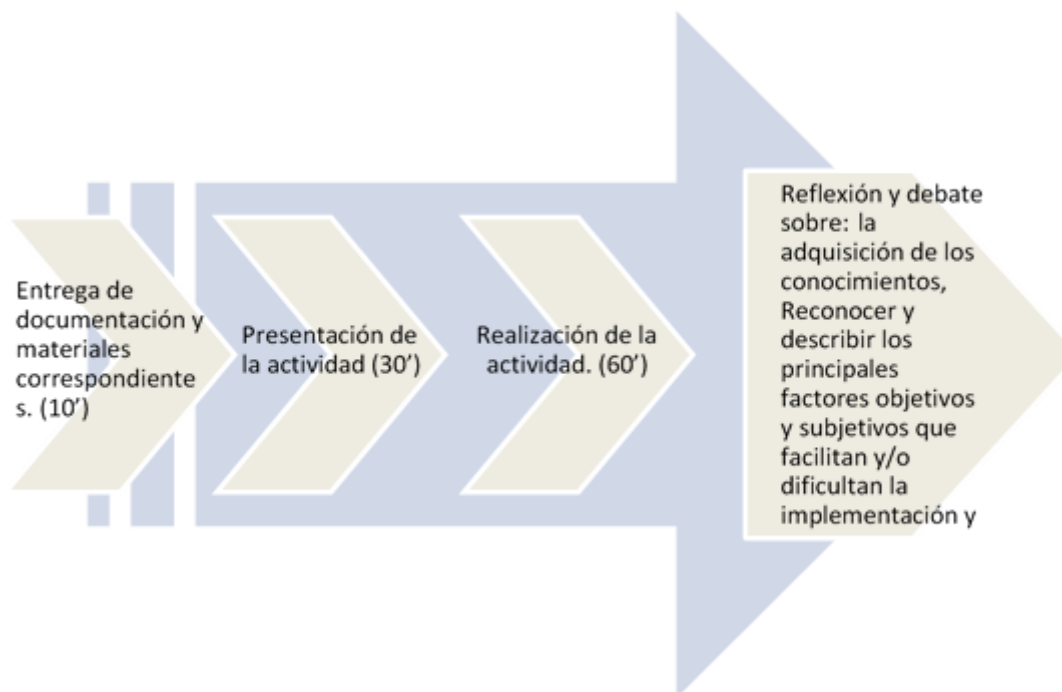 Entrega de
documentación y
materiales
correspondiente
s. (10’)
Presentación de
la actividad (30’)
Realización de la
actividad. (60’)
Reflexión y debate
sobre: la
adquisición de los
conocimientos,
Reconocer y
describir los
principales
factores objetivos
y subjetivos que
facilitan y/o
dificultan la
implementación y